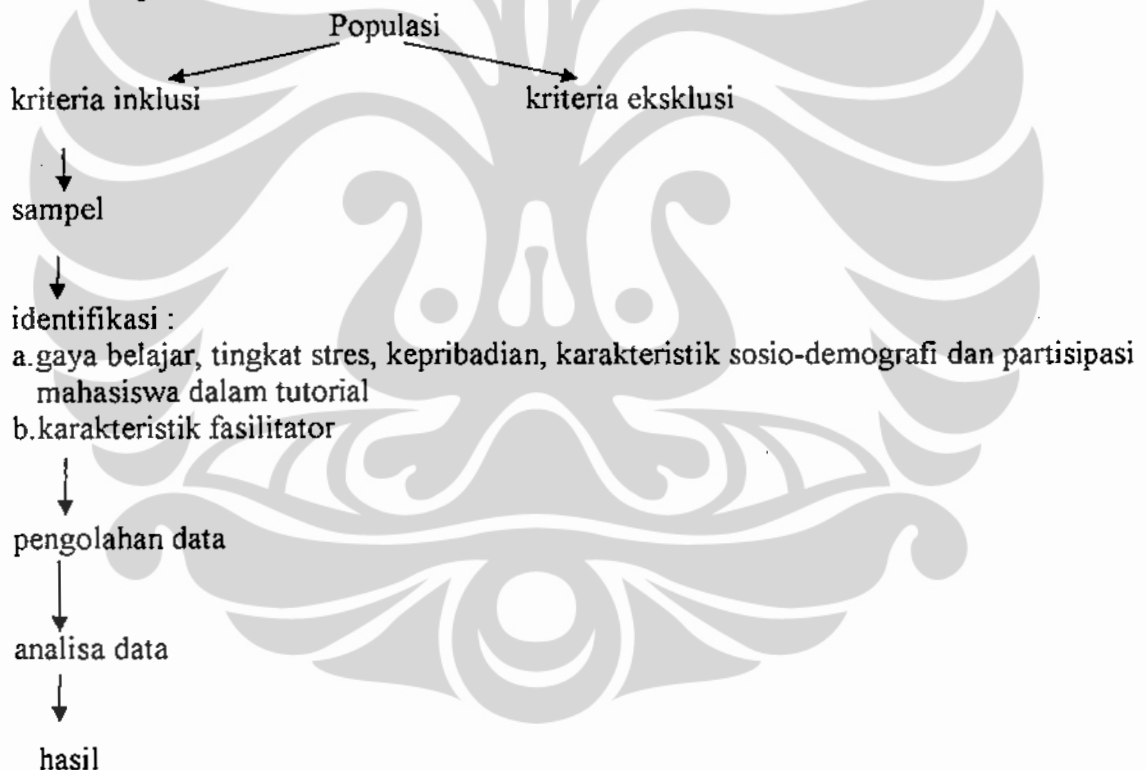 Populasi
kriteria inklusi kriteria eksklusi
sampel
identifikasi :
a.gaya belajar, tingkat stres, kepribadian, karakteristik sosio-demografi dan partisipasi
mahasiswa dalam tutorial
b.karakteristik fasilitator
pengolahan data
analisa data
hasil